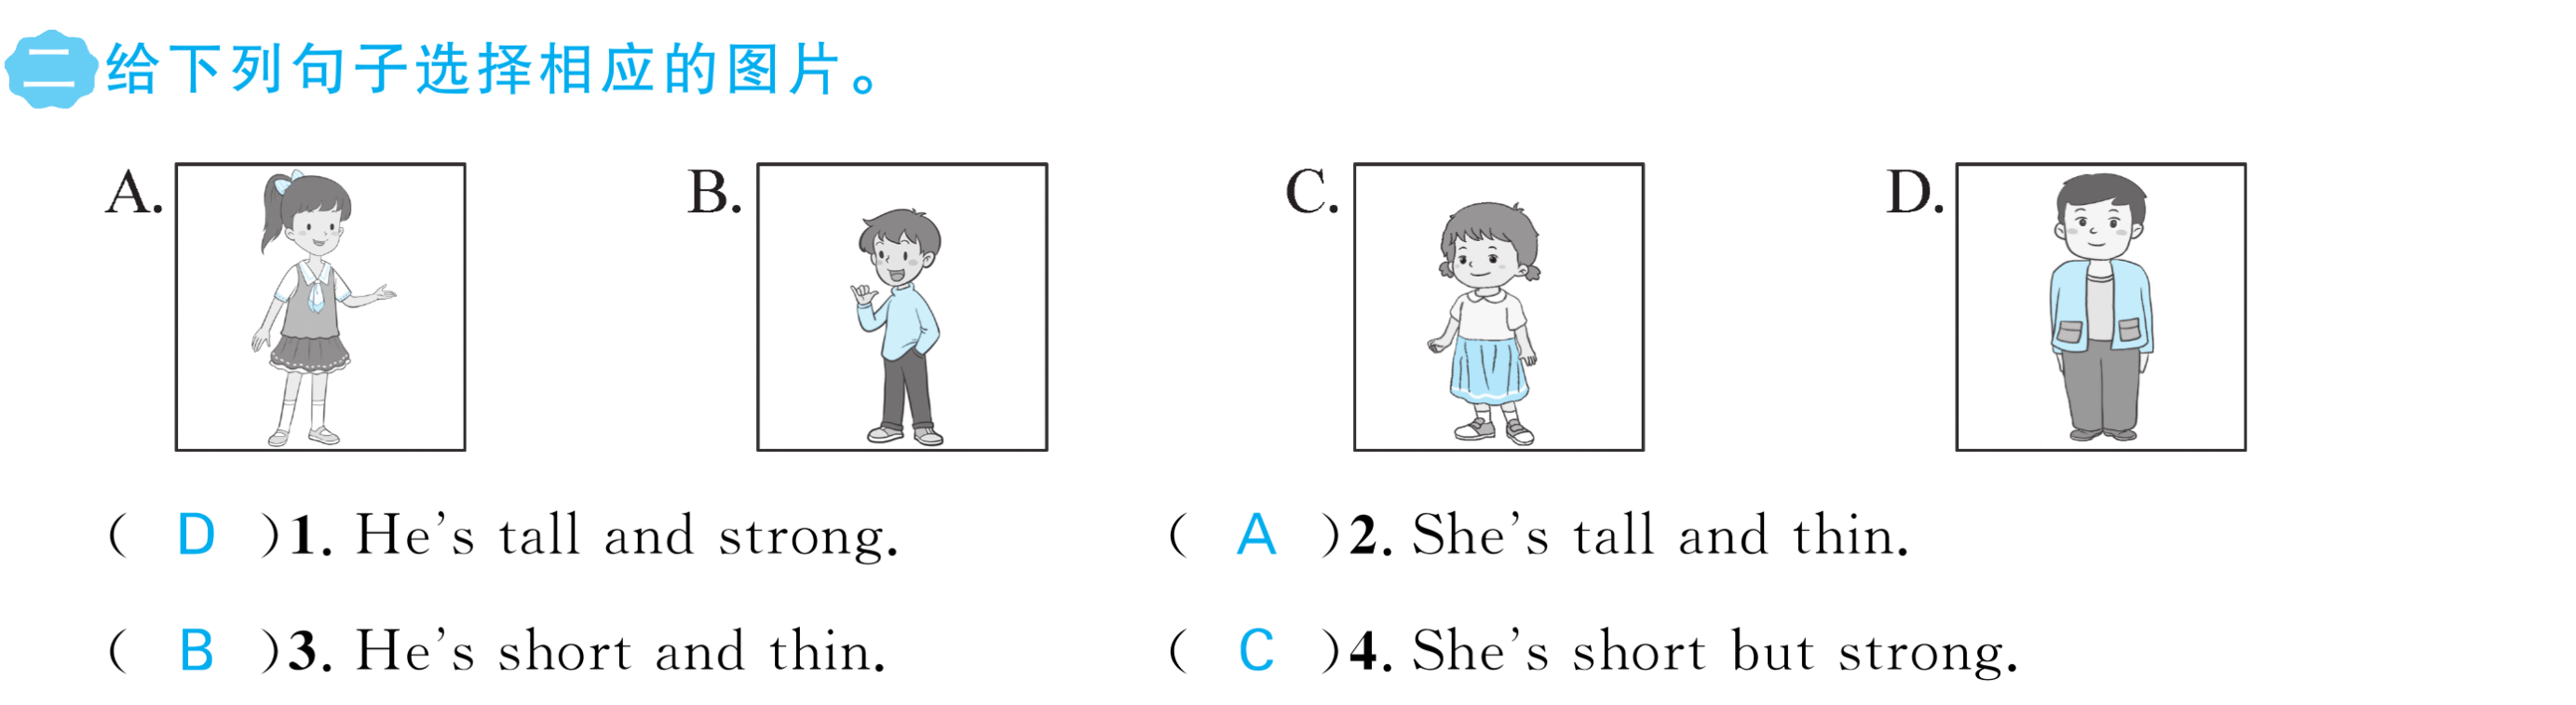 二 给下列句子选择相应的图片。
A. B. C. D.
( D )1. He’s tall and strong. ( A )2. She’s tall and thin.
( B )3. He’s short and thin. ( C )4. She’s short but strong.